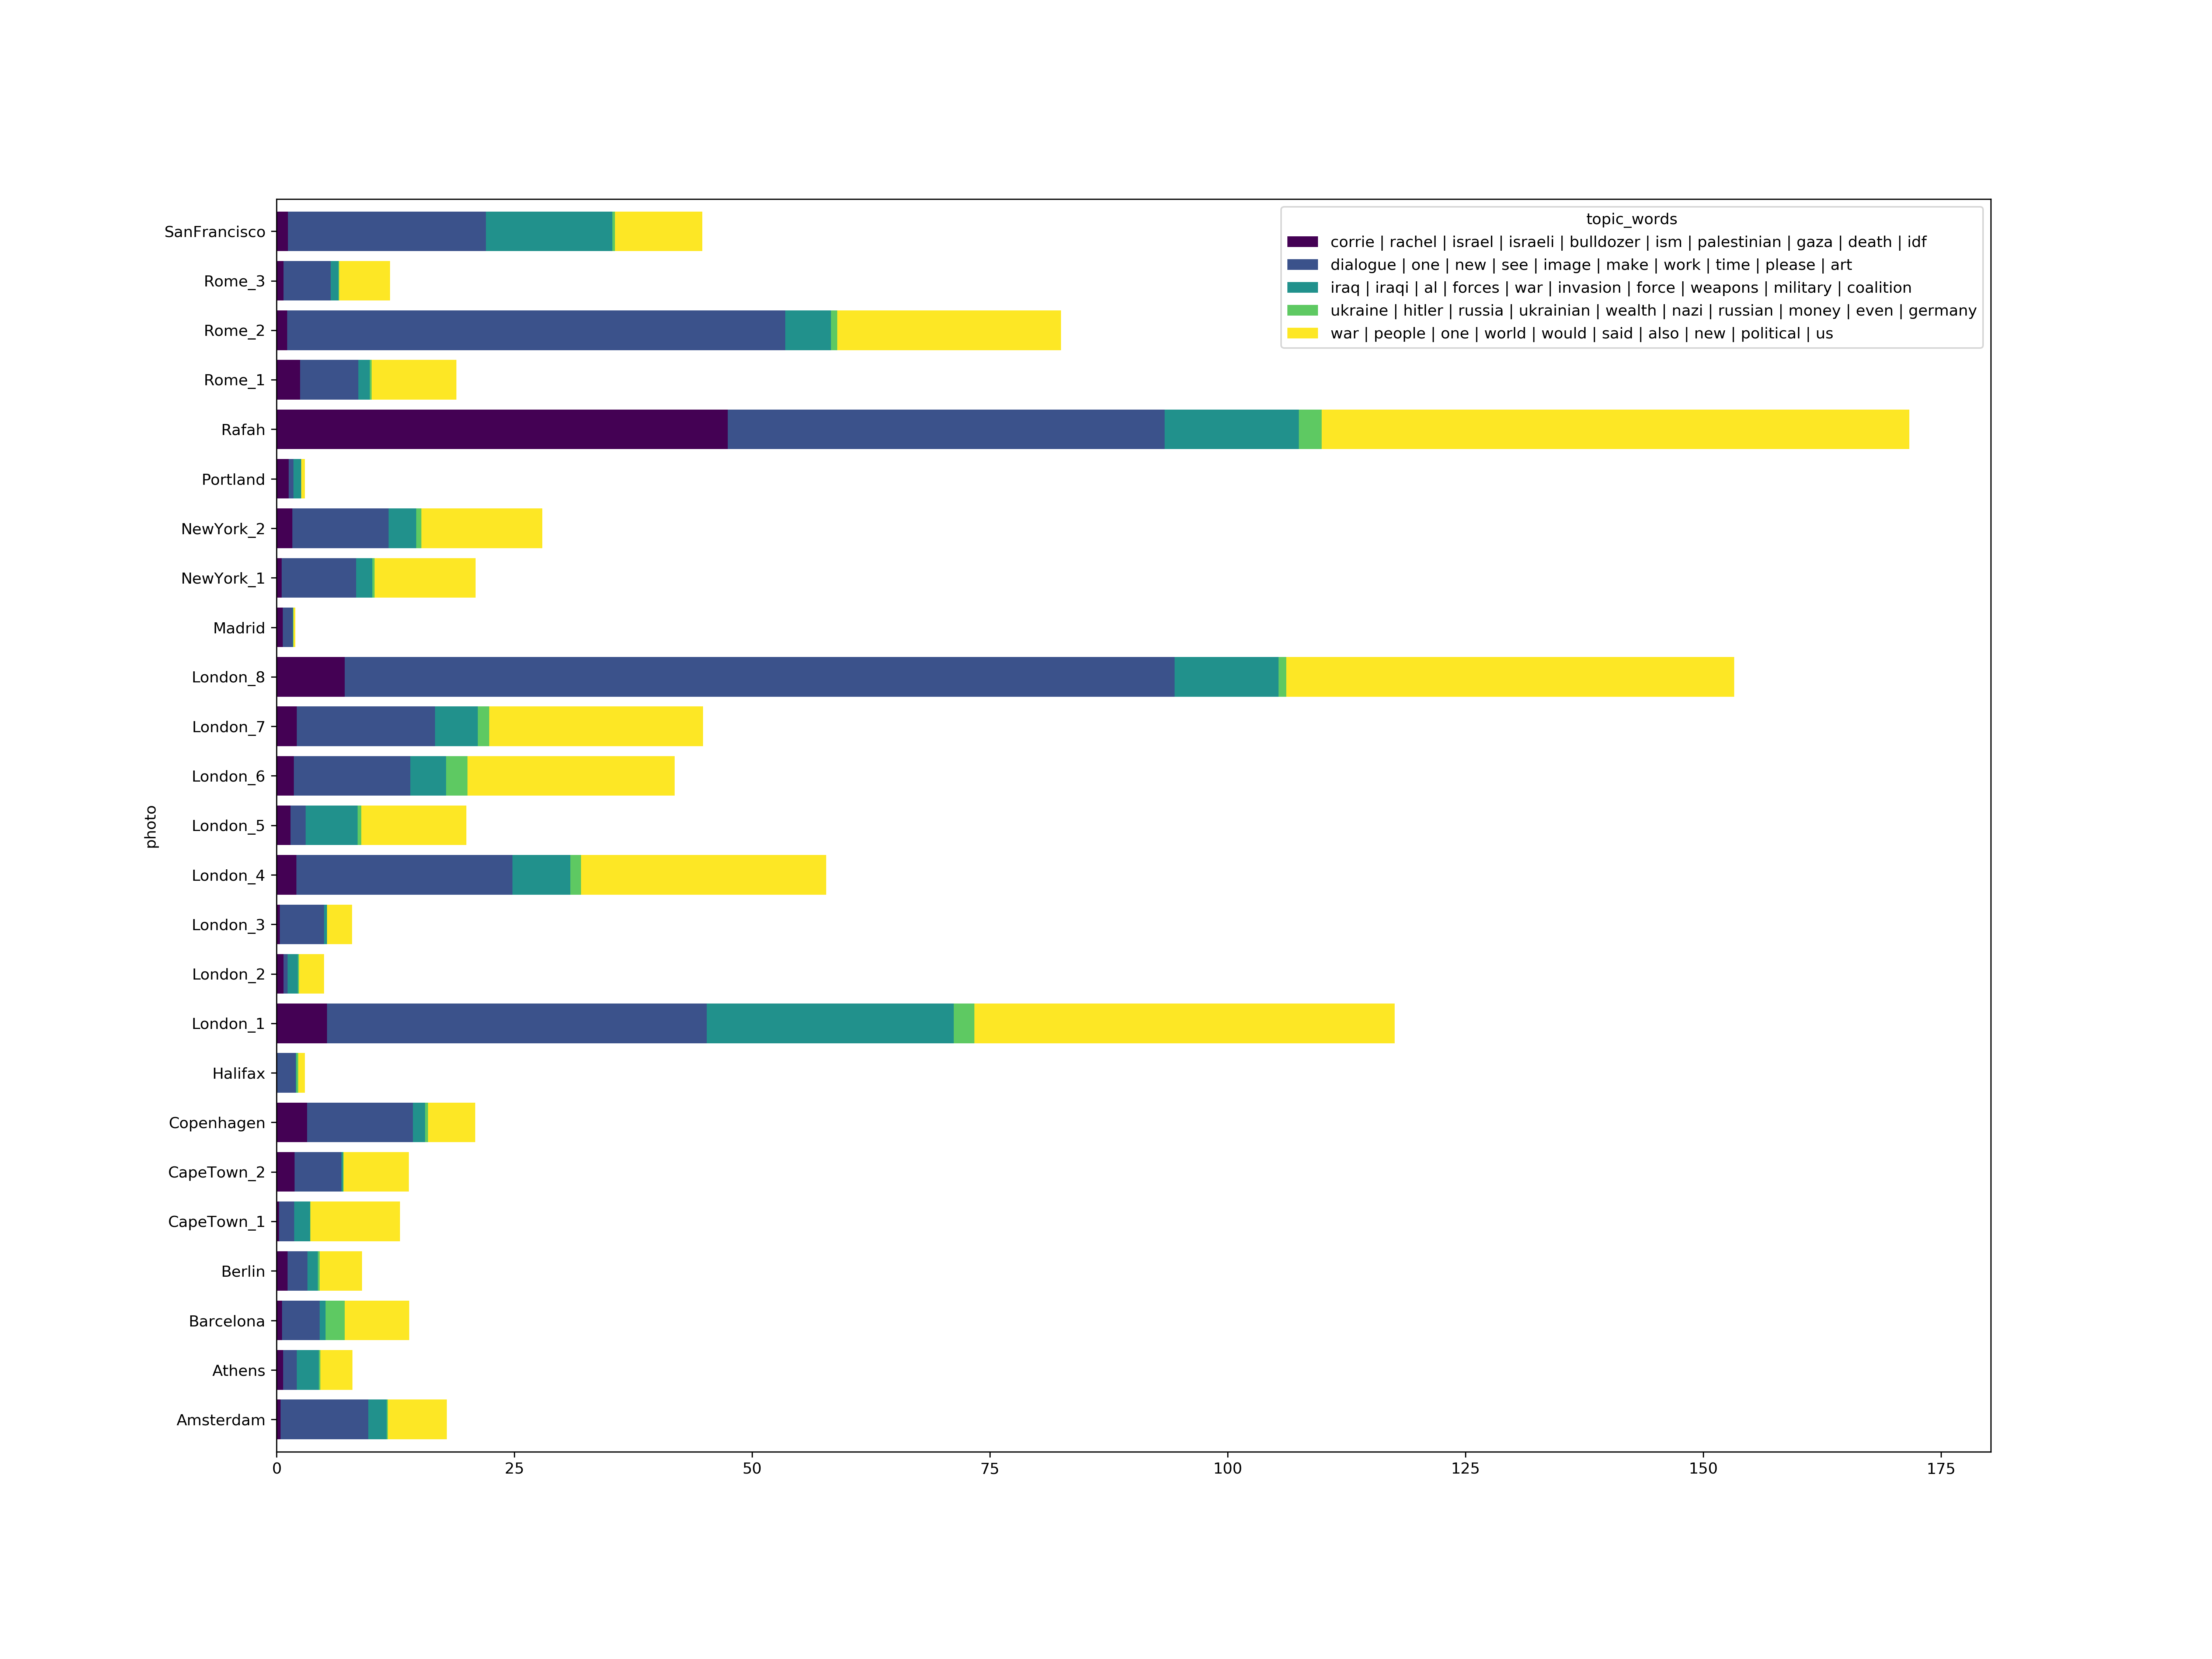 topic_words
corrie | rachel | israel | israeli | bulldozer | ism | palestinian | gaza | death | idf
dialogue | one | new | see | image | make | work | time | please | art
iraq | iraqi | al | forces | war | invasion | force | weapons | military | coalition
ukraine | hitler | russia | ukrainian | wealth | nazi | russian | money | even | germany
war | people | one | world | would | said | also | new | political | us
SanFrancisco
Rome_3
Rome_2
Rome_1
Rafah
Portland
NewYork_2
NewYork_1
Madrid
London_8
London_7
London_6
London_5
London_4
London_3
London_2
London_1
Halifax
Copenhagen
CapeTown_2
CapeTown_1
Berlin
Barcelona
Athens
Amsterdam
photo
0 25 50 75 100 125 150 175